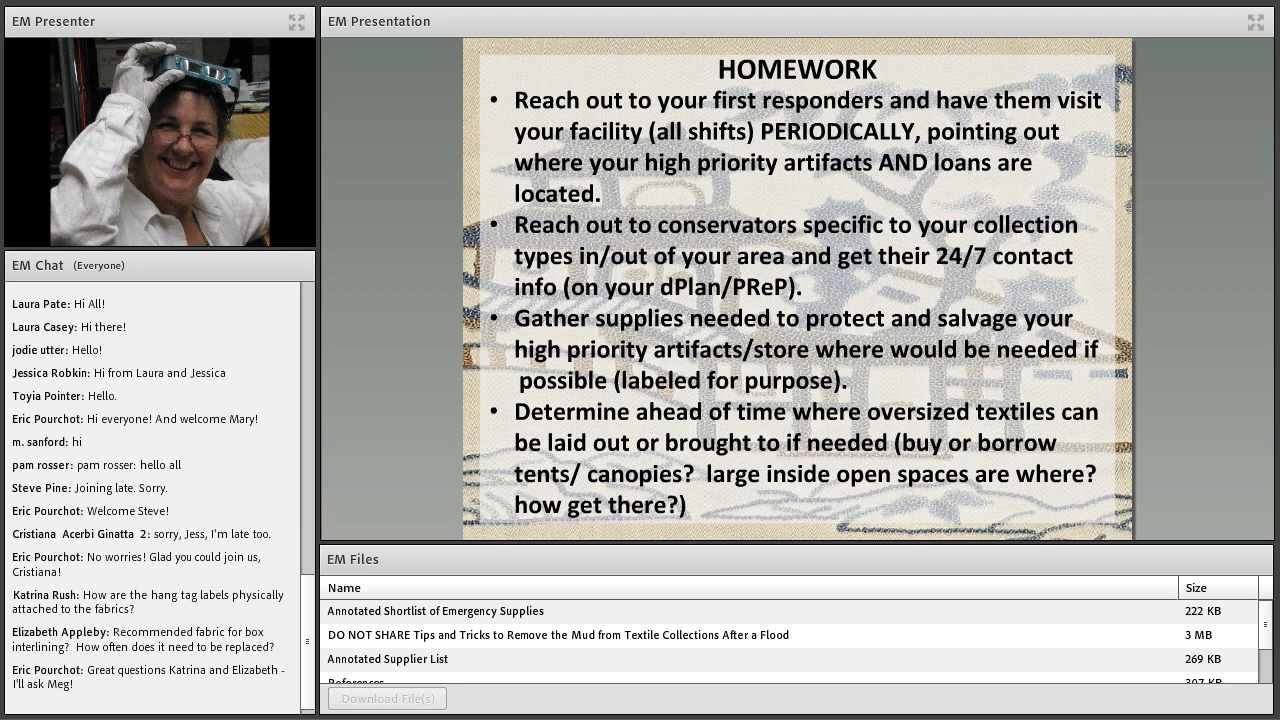 EM Presenter
EM Chat (Everyone)
Laura Pate: Hi All!
Laura Casey: Hi there!
jodie utter: Hello!
Jessica Robkin: Hi from Laura and Jessica
Toyia Pointer: Hello.
Eric Pourchot: Hi everyone! And welcome Mary!
m. sanford: hi
pam rosser: pam rosser: hello all
Steve Pine: Joining late. Sorry.
Eric Pourchot: Welcome Steve!
Cristiana Acerbi Ginatta 2: sorry, Jess, I'm late too.
Eric Pourchot: No worries! Glad you could join us,
Cristiana!
Katrina Rush: How are the hang tag labels physically
attached to the fabrics?
Elizabeth Appleby: Recommended fabric for box
interlining? How often does it need to be replaced?
Eric Pourchot: Great questions Katrina and Elizabeth -
I'll ask Meg!
EM Presentation
HOMEWORK
• Reach out to your first responders and have them visit
your facility (all shifts) PERIODICALLY, pointing out
where your high priority artifacts AND loans are
located.
• Reach out to conservators specific to your collection
types in/out of your area and get their 24/7 contact
info (on your dPlan/PReP).
• Gather supplies needed to protect and salvage your
high priority artifacts/store where would be needed if
possible (labeled for purpose).
• Determine ahead of time where oversized textiles can
be laid out or brought to if needed (buy or borrow
tents/ canopies? large inside open spaces are where?
how get there?)
EM Files
Name Size
Annotated Shortlist of Emergency Supplies 222 KB
DO NOT SHARE Tips and Tricks to Remove the Mud from Textile Collections After a Flood 3 MB
Annotated Supplier List 269 KB
References 307 KB
Download File(s)